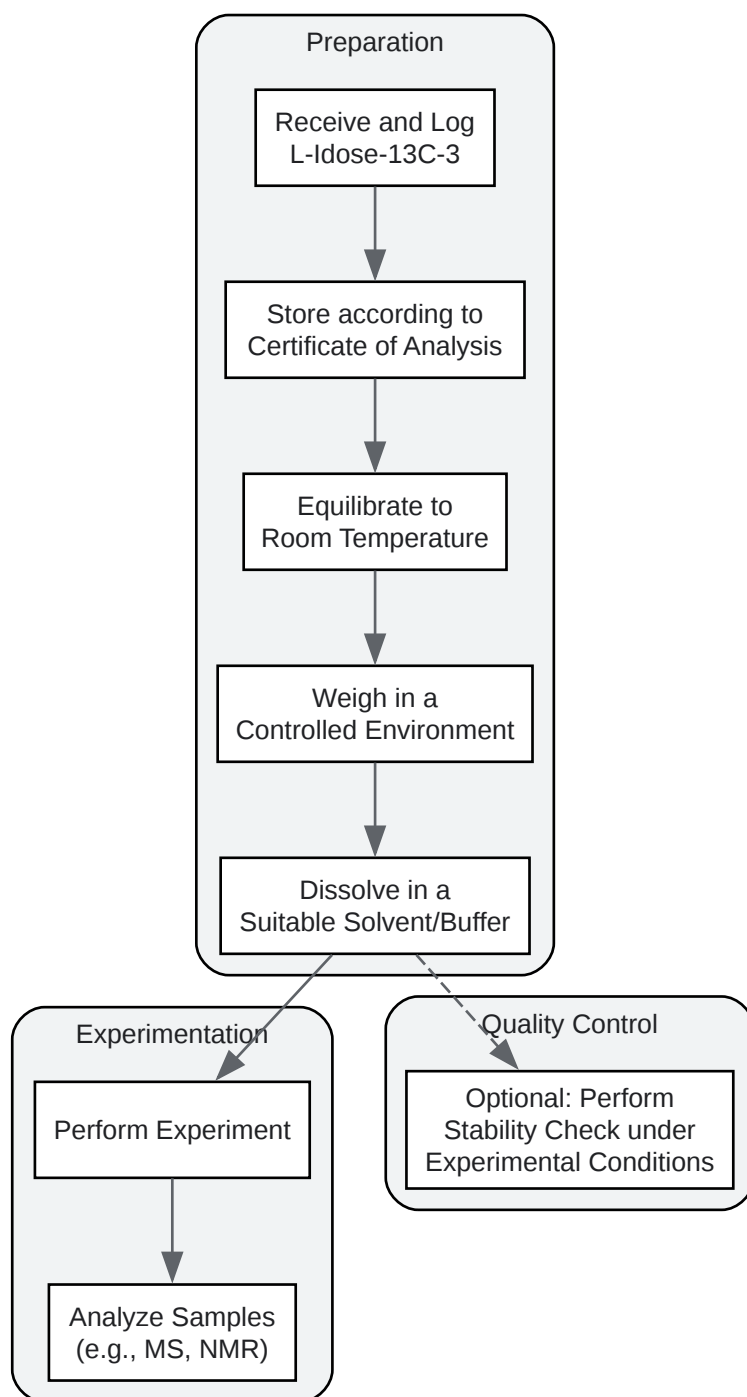 Preparation
Receive and Log
L-Idose-13C-3
Store according to
Certificate of Analysis
Equilibrate to
Room Temperature
Weigh in a
Controlled Environment
Dissolve in a
Suitable Solvent/Buffer
Experimentation
Perform Experiment
Analyze Samples
(e.g., MS, NMR)
Quality Control
Optional: Perform
Stability Check under
Experimental Conditions